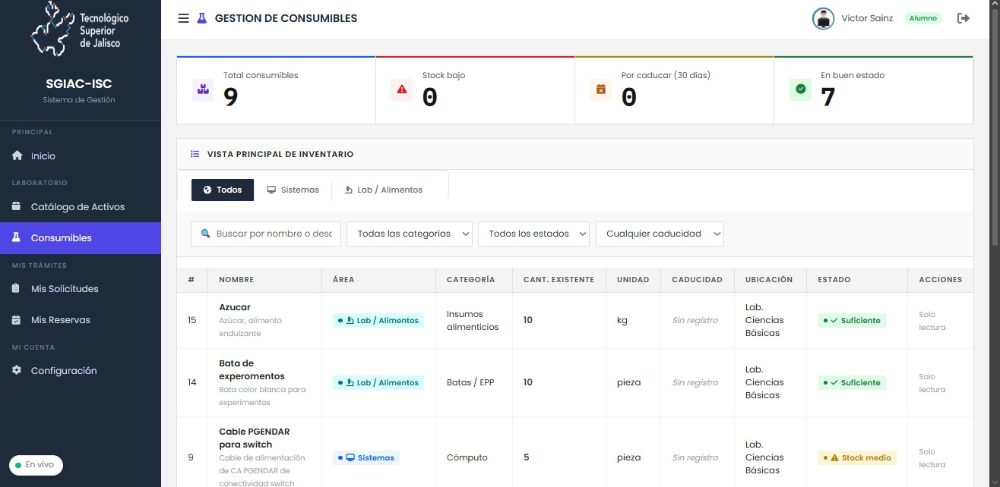 Tecnológico
Superior
de Jalisco
SGIAC-ISC
Sistema de Gestión
PRINCIPAL
Inicio
LABORATORIO
Catálogo de Activos
Consumibles
MIS TRÁMITES
Mis Solicitudes
Mis Reservas
MI CUENTA
Configuración
En vivo
GESTION DE CONSUMIBLES
Victor Sainz
Alumno
Total consumibles
9
Stock bajo
0
Por caducar (30 días)
0
En buen estado
7
VISTA PRINCIPAL DE INVENTARIO
Todos
Sistemas
Lab / Alimentos
Buscar por nombre o desc
Todas las categorías
Todos los estados
Cualquier caducidad
# NOMBRE ÁREA CATEGORÍA CANT. EXISTENTE UNIDAD CADUCIDAD UBICACIÓN ESTADO ACCIONES
15
Azucar
Azúcar, alimento
endulzante
Lab / Alimentos
Insumos
alimenticios
10
kg
Sin registro
Lab.
Ciencias
Básicas
Suficiente
Solo
lectura
14
Bata de
experomentos
Bata color blanca para
experimentos
Lab / Alimentos
Batas / EPP
10
pieza
Sin registro
Lab.
Ciencias
Básicas
Suficiente
Solo
lectura
9
Cable PGENDAR
para switch
Cable de alimentación
de CA PGENDAR de
conectividad switch
Sistemas
Cómputo
5
pieza
Sin registro
Lab.
Ciencias
Básicas
Stock medio
Solo
lectura